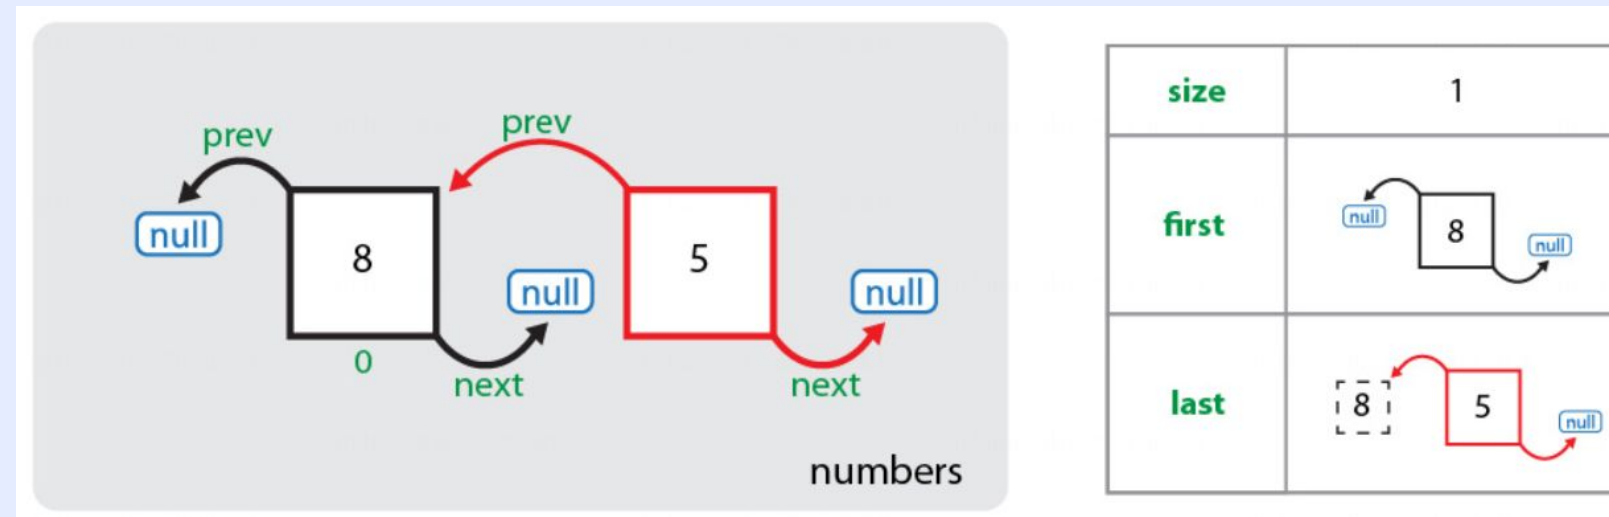 prev
prev
null
8
5
null
null
0
next
next
numbers
size
1
first
null
8
null
last
8
5
null